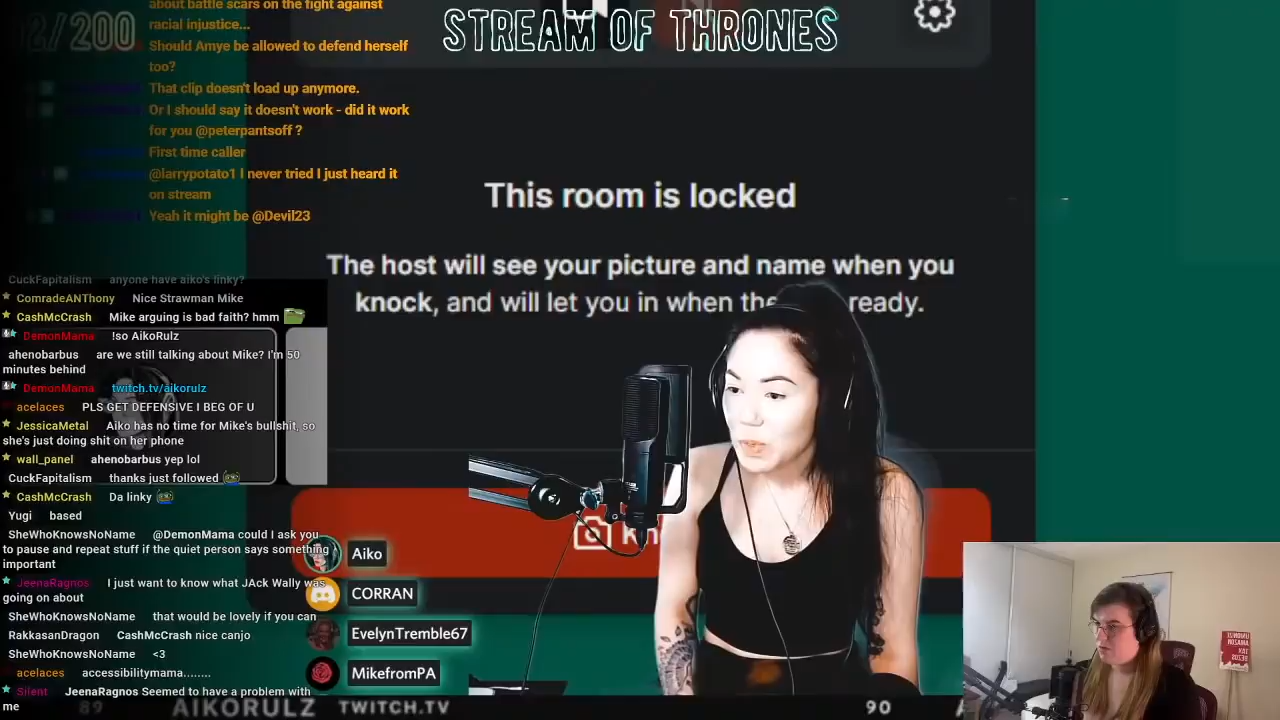 STREAM OF THRONES
2/200
about battle scars on the fight against
racial injustice...
Should Amye be allowed to defend herself
too?
That clip doesn't load up anymore.
Or I should say it doesn't work - did it work
for you @peterpantsoff ?
First time caller
@larrypotato1 I never tried I just heard it
on stream
Yeah it might be @Devil23
This room is locked
The host will see your picture and name when you
knock, and will let you in when the ready.
Kn
CuckFapitalism anyone have aiko's linky?
ComradeANThony Nice Strawman Mike
CashMcCrash Mike arguing is bad faith? hmm
DemonMama !so AikoRulz
ahenobarbus are we still talking about Mike? I'm 50
minutes behind
DemonMama twitch.tv/aikorulz
acelaces PLS GET DEFENSIVE I BEG OF U
JessicaMetal Aiko has no time for Mike's bullshit, so
she's just doing shit on her phone
wall_panel ahenobarbus yep lol
CuckFapitalism thanks just followed
CashMcCrash Da linky
Yugi based
SheWhoKnowsNoName @DemonMama could I ask you
to pause and repeat stuff if the quiet person says something
important
JeenaRagnos I just want to know what JAck Wally was
going on about
SheWhoKnowsNoName that would be lovely if you can
RakkasanDragon CashMcCrash nice canjo
SheWhoKnowsNoName <3
acelaces accessibilitymama........
Silent JeenaRagnos Seemed to have a problem with
me
Aiko
CORRAN
EvelynTremble67
MikefromPA
89 AIKORULZ TWITCH.TV 90